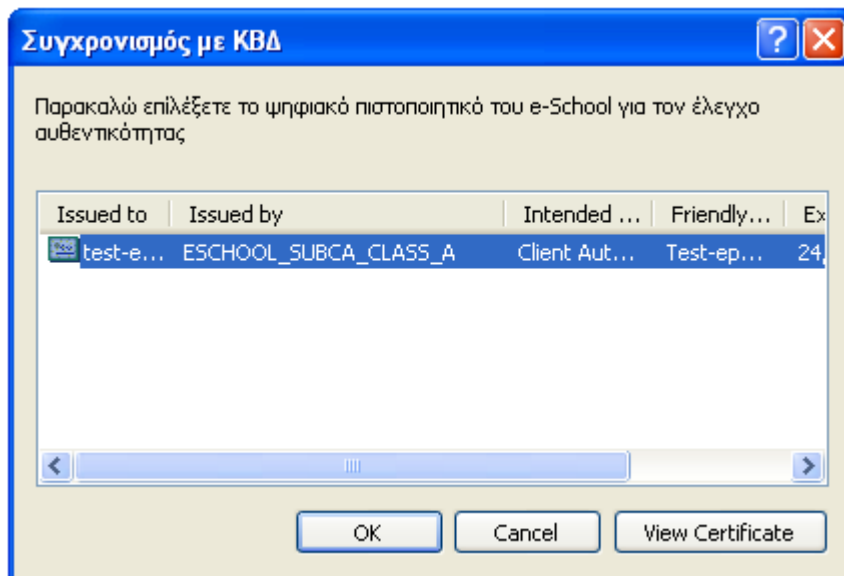 Συγχρονισμός με ΚΒΔ
Παρακαλώ επίλέξετε το ψηφιακό πιστοποιητικό του e-School για τον έλεγχο
αυθεντικότητας
Issued to Issued by Intended ... Friendly... Ex
test-e... ESCHOOL_SUBCA_CLASS_A Client Aut... Test-ep... 24,
OK Cancel View Certificate